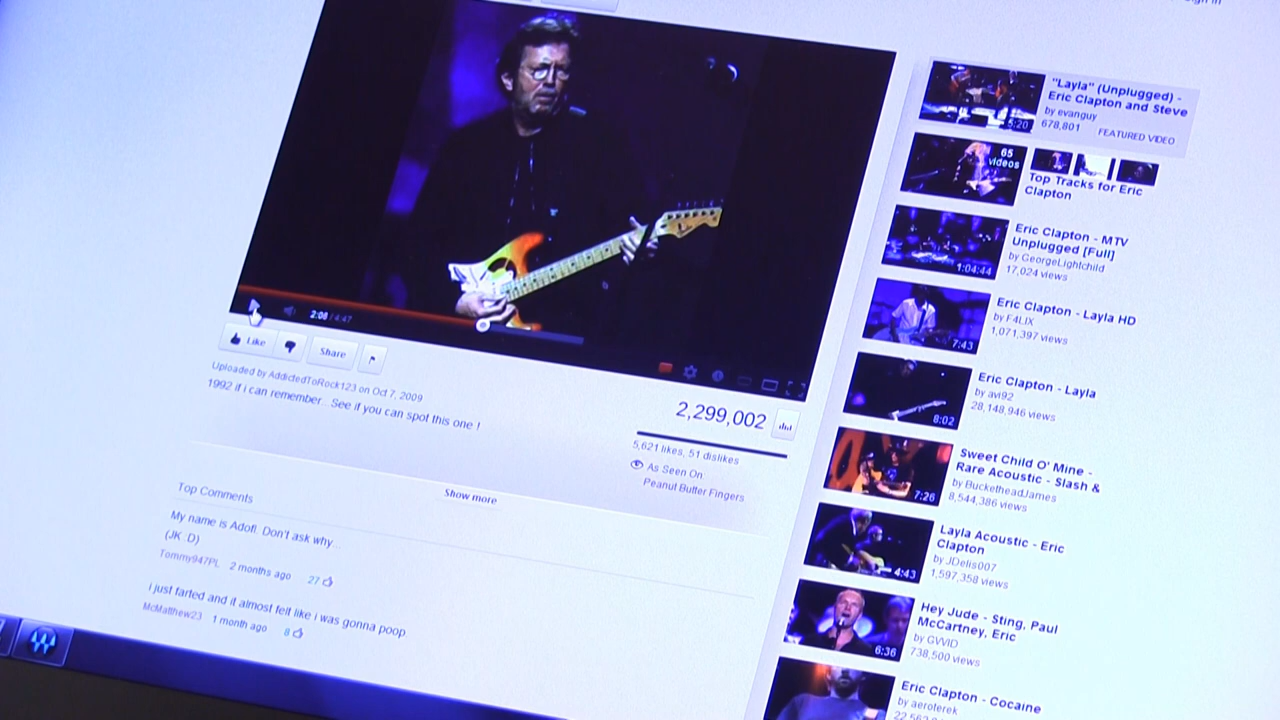 2:08 / 4:47
Like
Share
Uploaded by AddictedToRock123 on Oct 7, 2009
1992 if i can remember...See if you can spot this one !
2,299,002
5,621 likes, 51 dislikes
As Seen On:
Peanut Butter Fingers
Show more
Top Comments
My name is Adofl. Don't ask why...
(JK :D)
Tommy947PL 2 months ago 27
i just farted and it almost felt like i was gonna poop
McMatthew23 1 month ago 8
"Layla" (Unplugged) -
Eric Clapton and Steve
by evanguy
678,801 FEATURED VIDEO
5:20
65
videos
Top Tracks for Eric
Clapton
Eric Clapton - MTV
Unplugged [Full]
by GeorgeLightchild
17,024 views
1:04:44
Eric Clapton - Layla HD
by F4LIX
1,071,397 views
7:43
Eric Clapton - Layla
by avi92
28,148,946 views
8:02
Sweet Child O' Mine -
Rare Acoustic - Slash &
by BucketheadJames
8,544,386 views
7:26
Layla Acoustic - Eric
Clapton
by JDelis007
1,597,358 views
4:43
Hey Jude - Sting, Paul
McCartney, Eric
by GVVID
738,500 views
6:36
Eric Clapton - Cocaine
by aeroterek